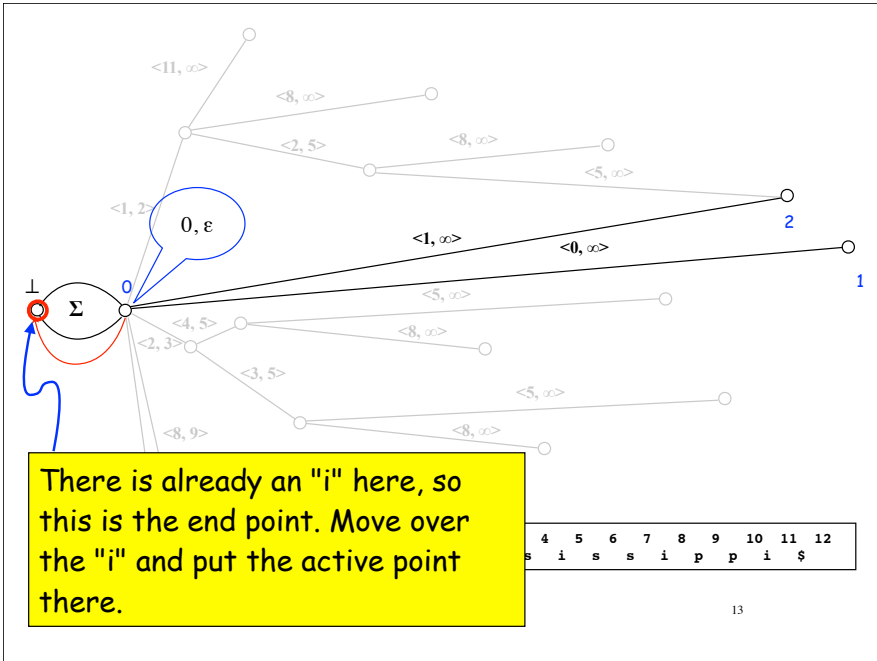 <11, ∞>
<8, ∞>
<2, 5>
<8, ∞>
<5, ∞>
<1, 2>
0, ε
<1, ∞>
2
<0, ∞>
1
⊥
0
Σ
<5, ∞>
<4, 5>
<8, ∞>
<2, 3>
<3, 5>
<5, ∞>
<8, 9>
<8, ∞>
There is already an "i" here, so
this is the end point. Move over
the "i" and put the active point
there.
4 5 6 7 8 9 10 11 12
s i s s i p p i $
13